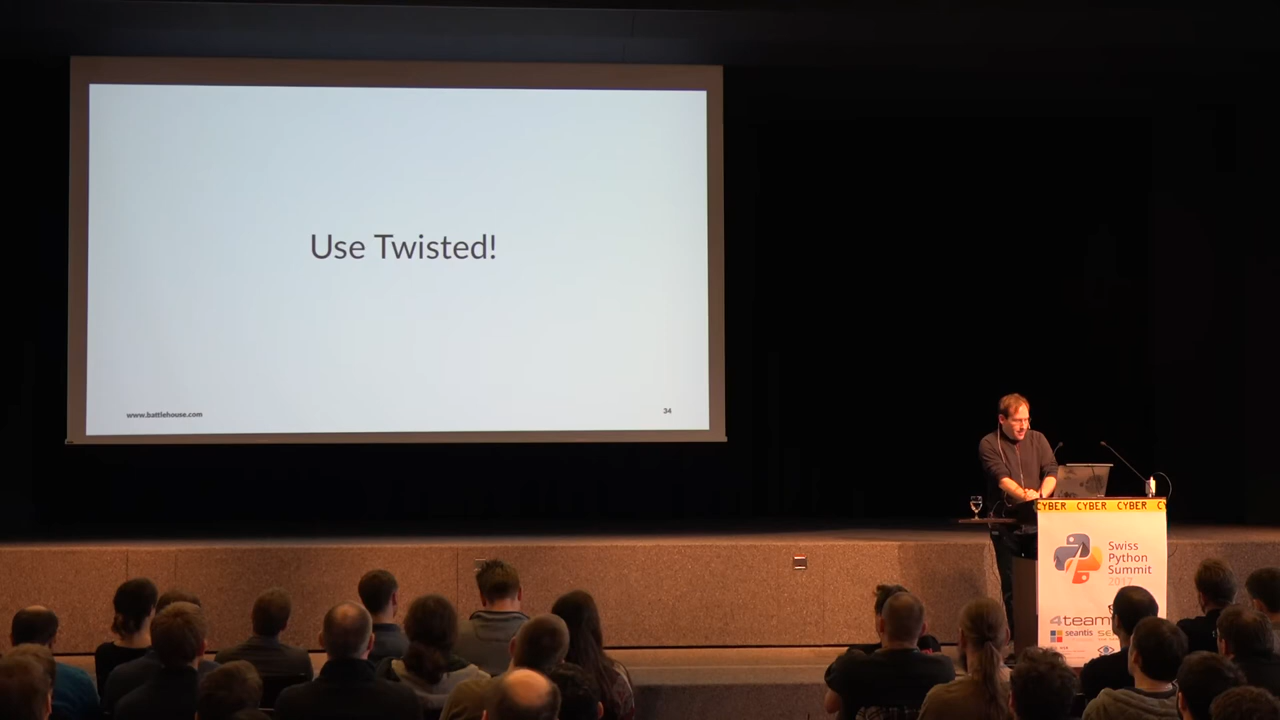 Use Twisted!
www.battlehouse.com
34
CYBER CYBER CYBER
Swiss
Python
Summit
2017
4team
seantis